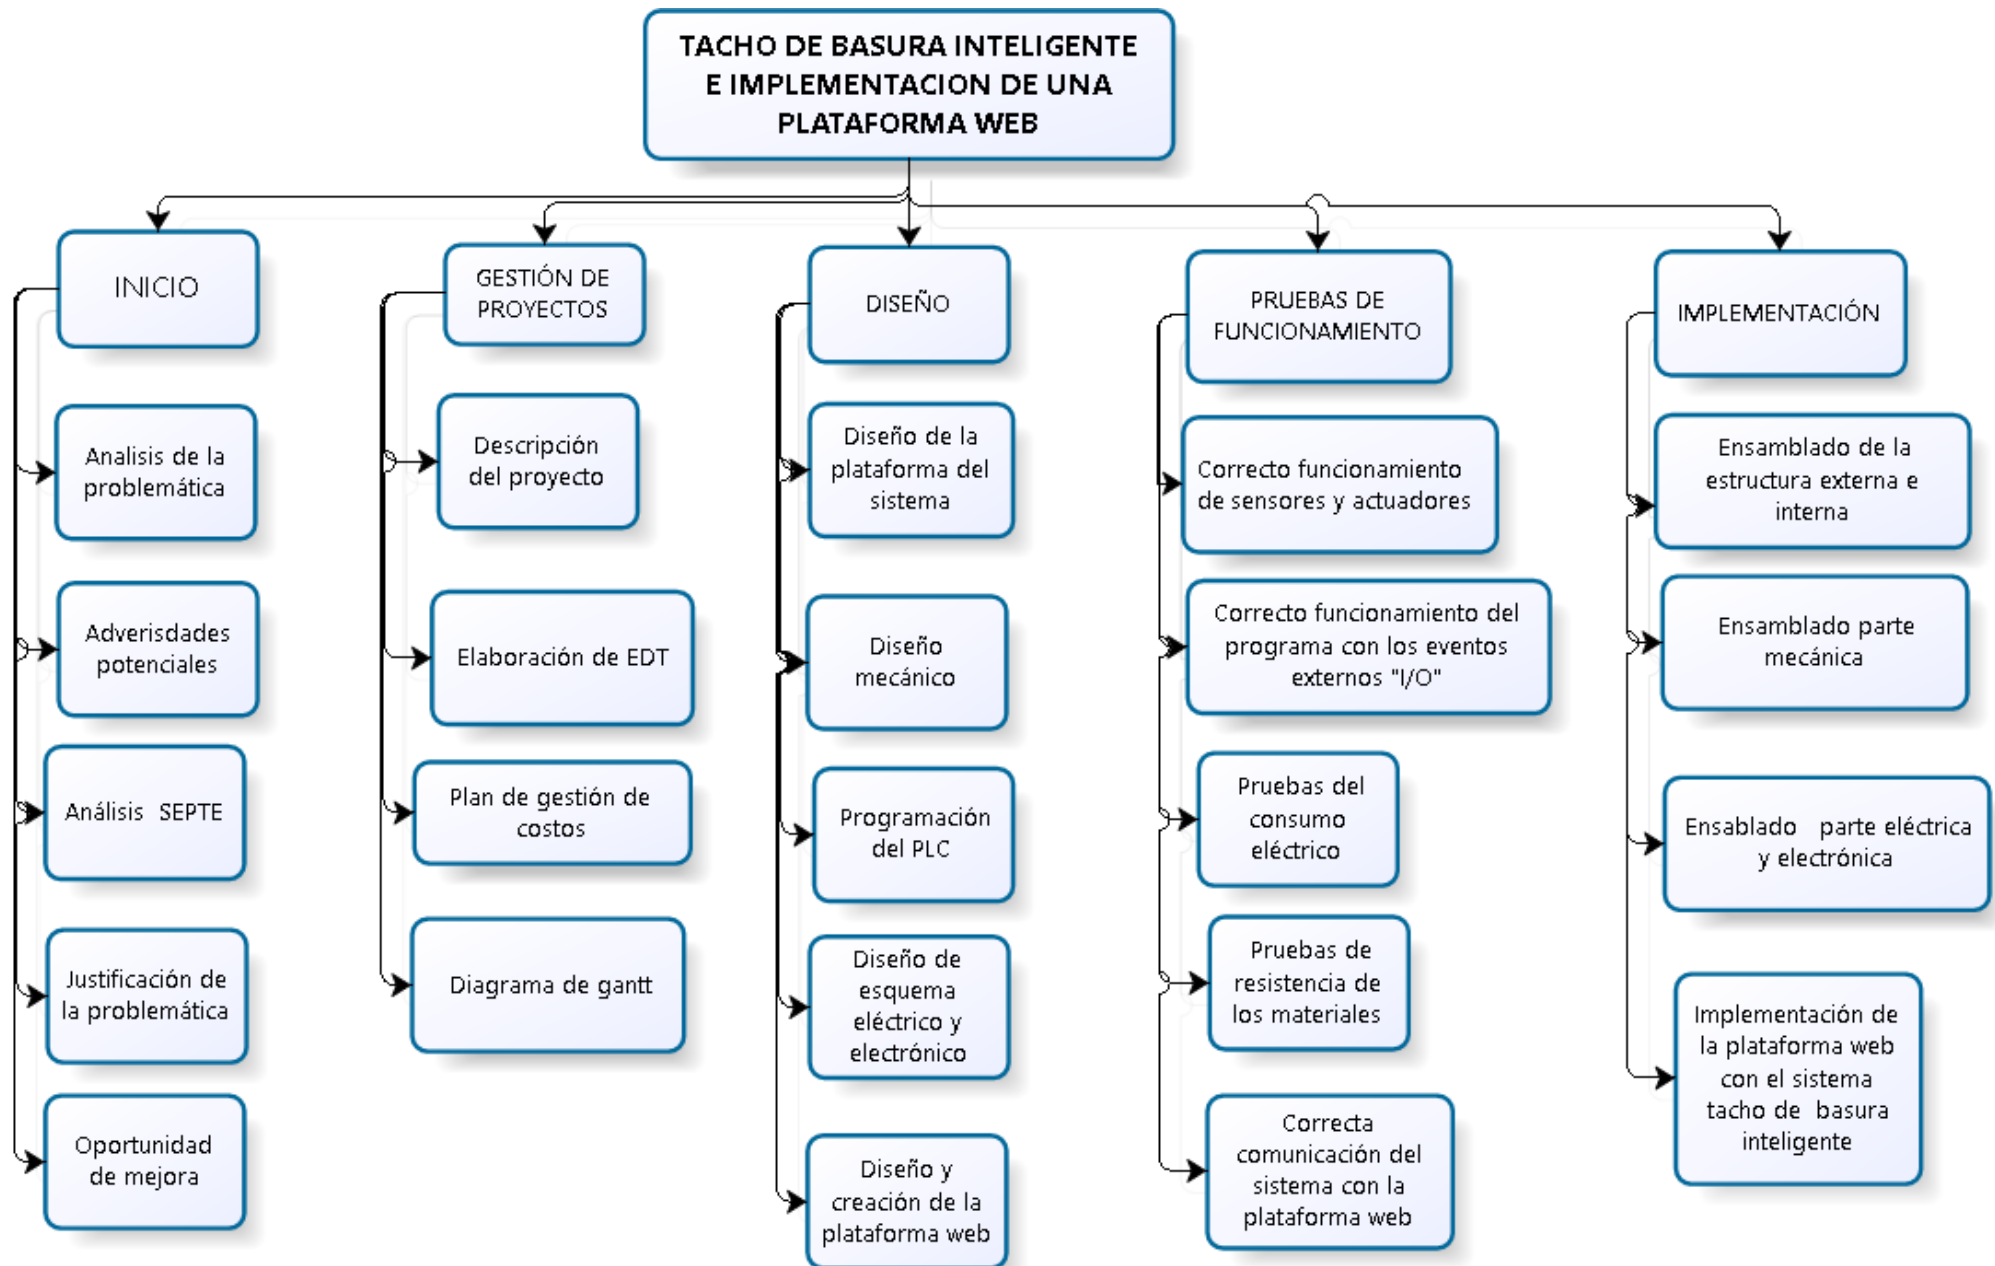 TACHO DE BASURA INTELIGENTE
E IMPLEMENTACION DE UNA
PLATAFORMA WEB
INICIO
Analisis de la
problemática
Adverisdades
potenciales
Análisis SEPTE
Justificación de
la problemática
Oportunidad
de mejora
GESTIÓN DE
PROYECTOS
Descripción
del proyecto
Elaboración de EDT
Plan de gestión de
costos
Diagrama de gantt
DISEÑO
Diseño de la
plataforma del
sistema
Diseño
mecánico
Programación
del PLC
Diseño de
esquema
eléctrico y
electrónico
Diseño y
creación de la
plataforma web
PRUEBAS DE
FUNCIONAMIENTO
Correcto funcionamiento
de sensores y actuadores
Correcto funcionamiento del
programa con los eventos
externos "I/O"
Pruebas del
consumo
eléctrico
Pruebas de
resistencia de
los materiales
Correcta
comunicación del
sistema con la
plataforma web
IMPLEMENTACIÓN
Ensamblado de la
estructura externa e
interna
Ensamblado parte
mecánica
Ensablado parte eléctrica
y electrónica
Implementación de
la plataforma web
con el sistema
tacho de basura
inteligente